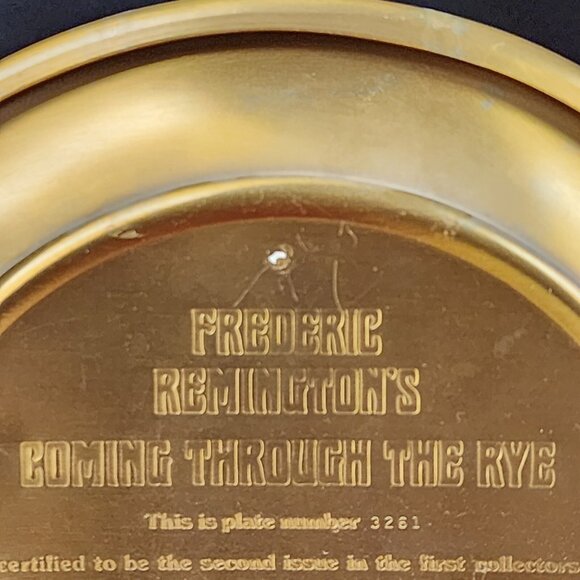 FREDERIC
REMINGTON'S
COMING THROUGH THE RYE
This is plate number 3261
certified to be the second issue in the first collectors